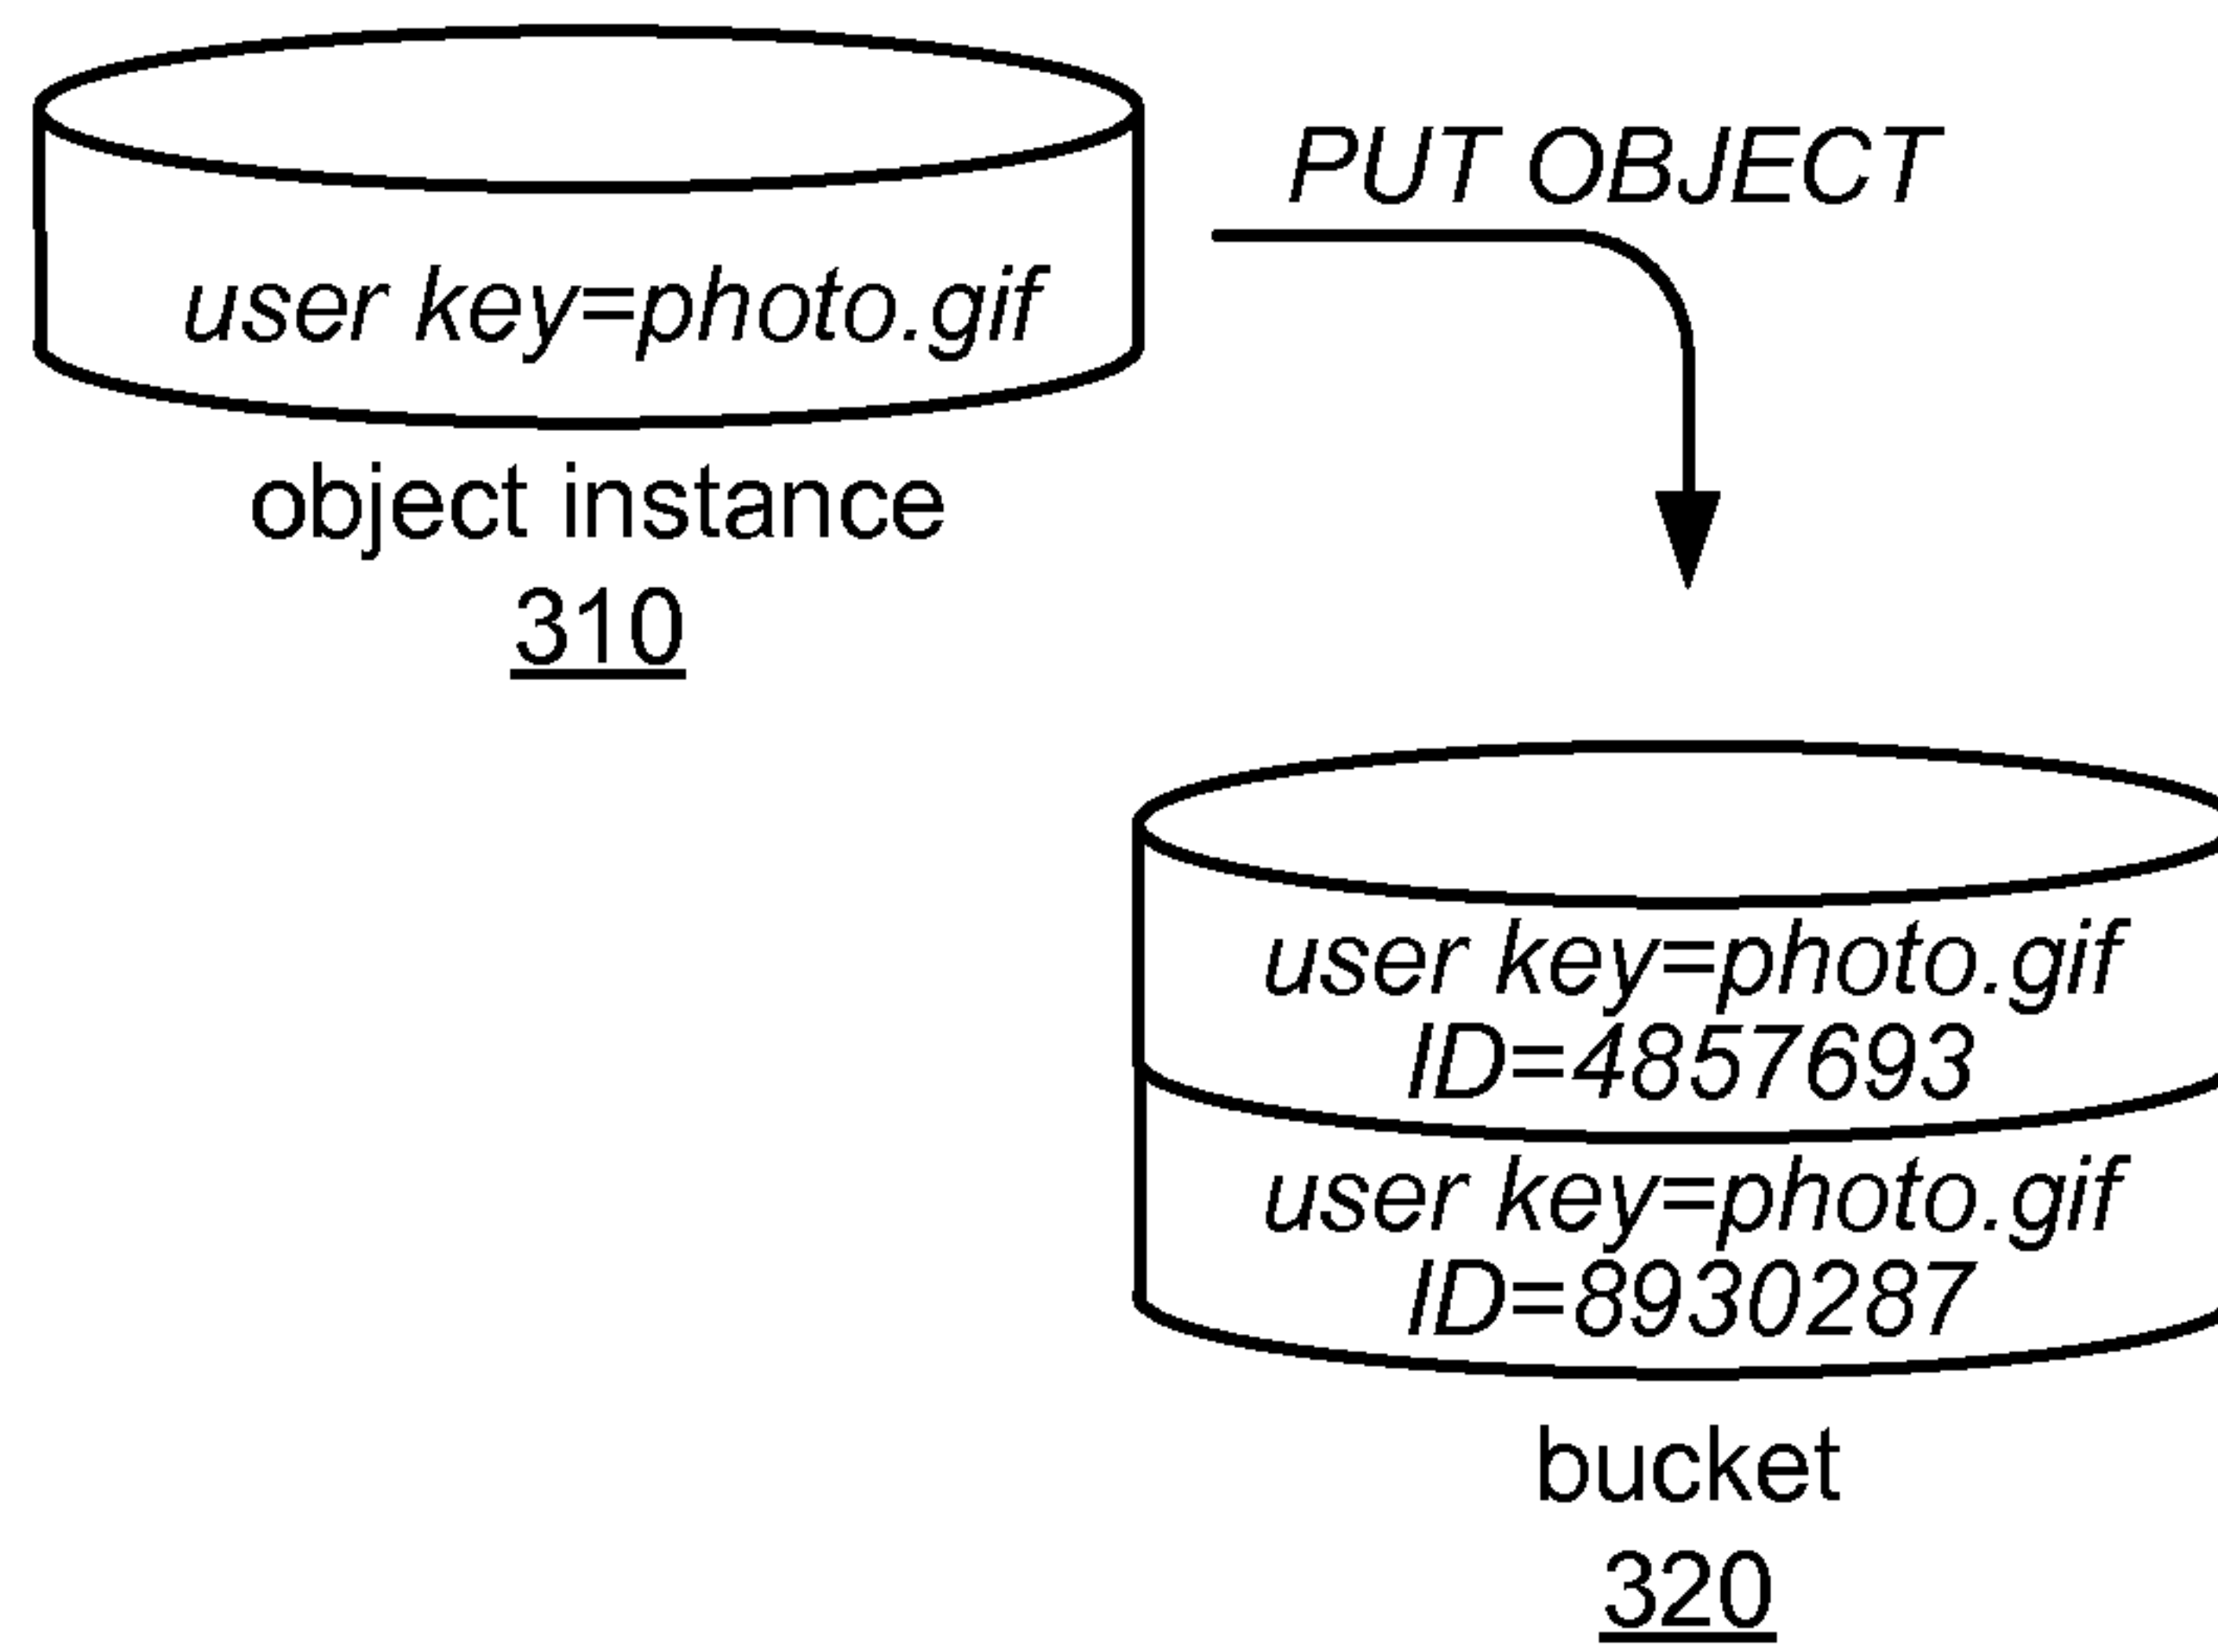 PUT OBJECT
user key=photo.gif
object instance
310
user key=photo.gif
ID=4857693
user key=photo.gif
ID=8930287
bucket
320